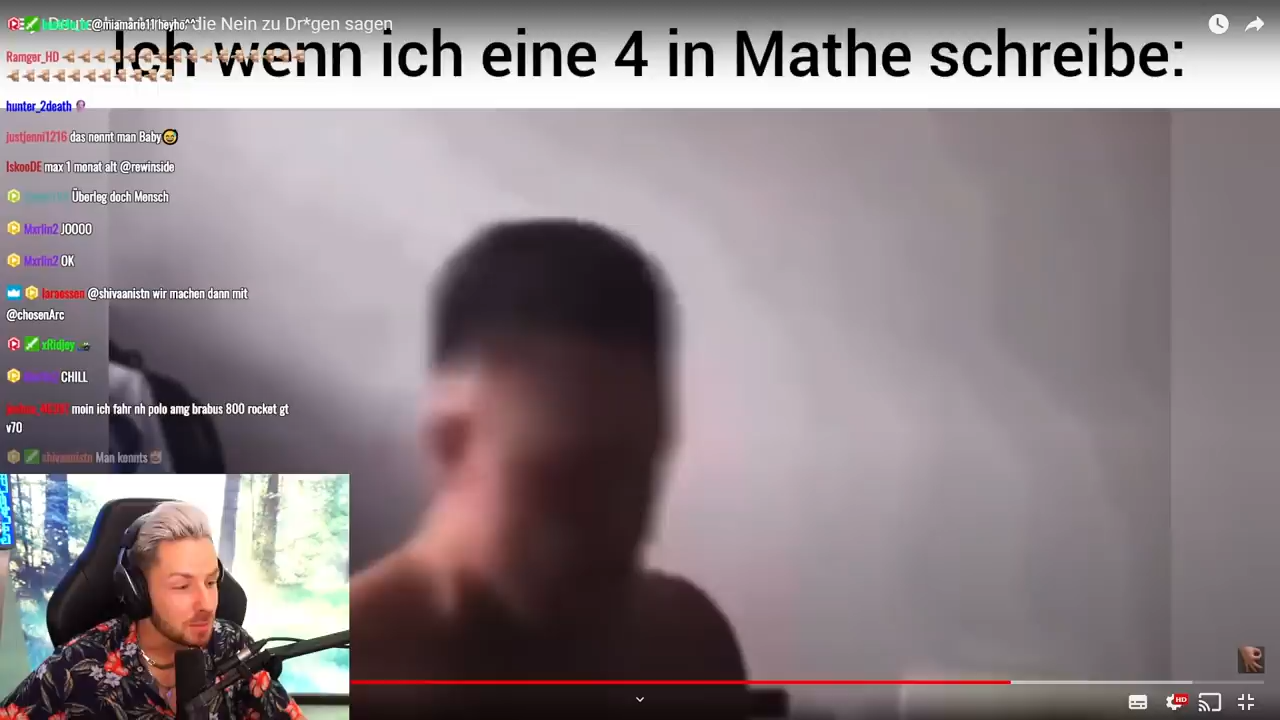 die Nein zu Dr*gen sagen
@miamarie11 heyho^^
Ich wenn ich eine 4 in Mathe schreibe:
Ramger_HD
hunter_2death
justjenni1216 das nennt man Baby
IskooDE max 1 monat alt @rewinside
Überleg doch Mensch
Mxrlin2 JOOOO
Mxrlin2 OK
laraessen @shivaanistn wir machen dann mit
@chosenArc
xRidjey
CHILL
moin ich fahr nh polo amg brabus 800 rocket gt
v70
shivaanistn Man kennts
HD